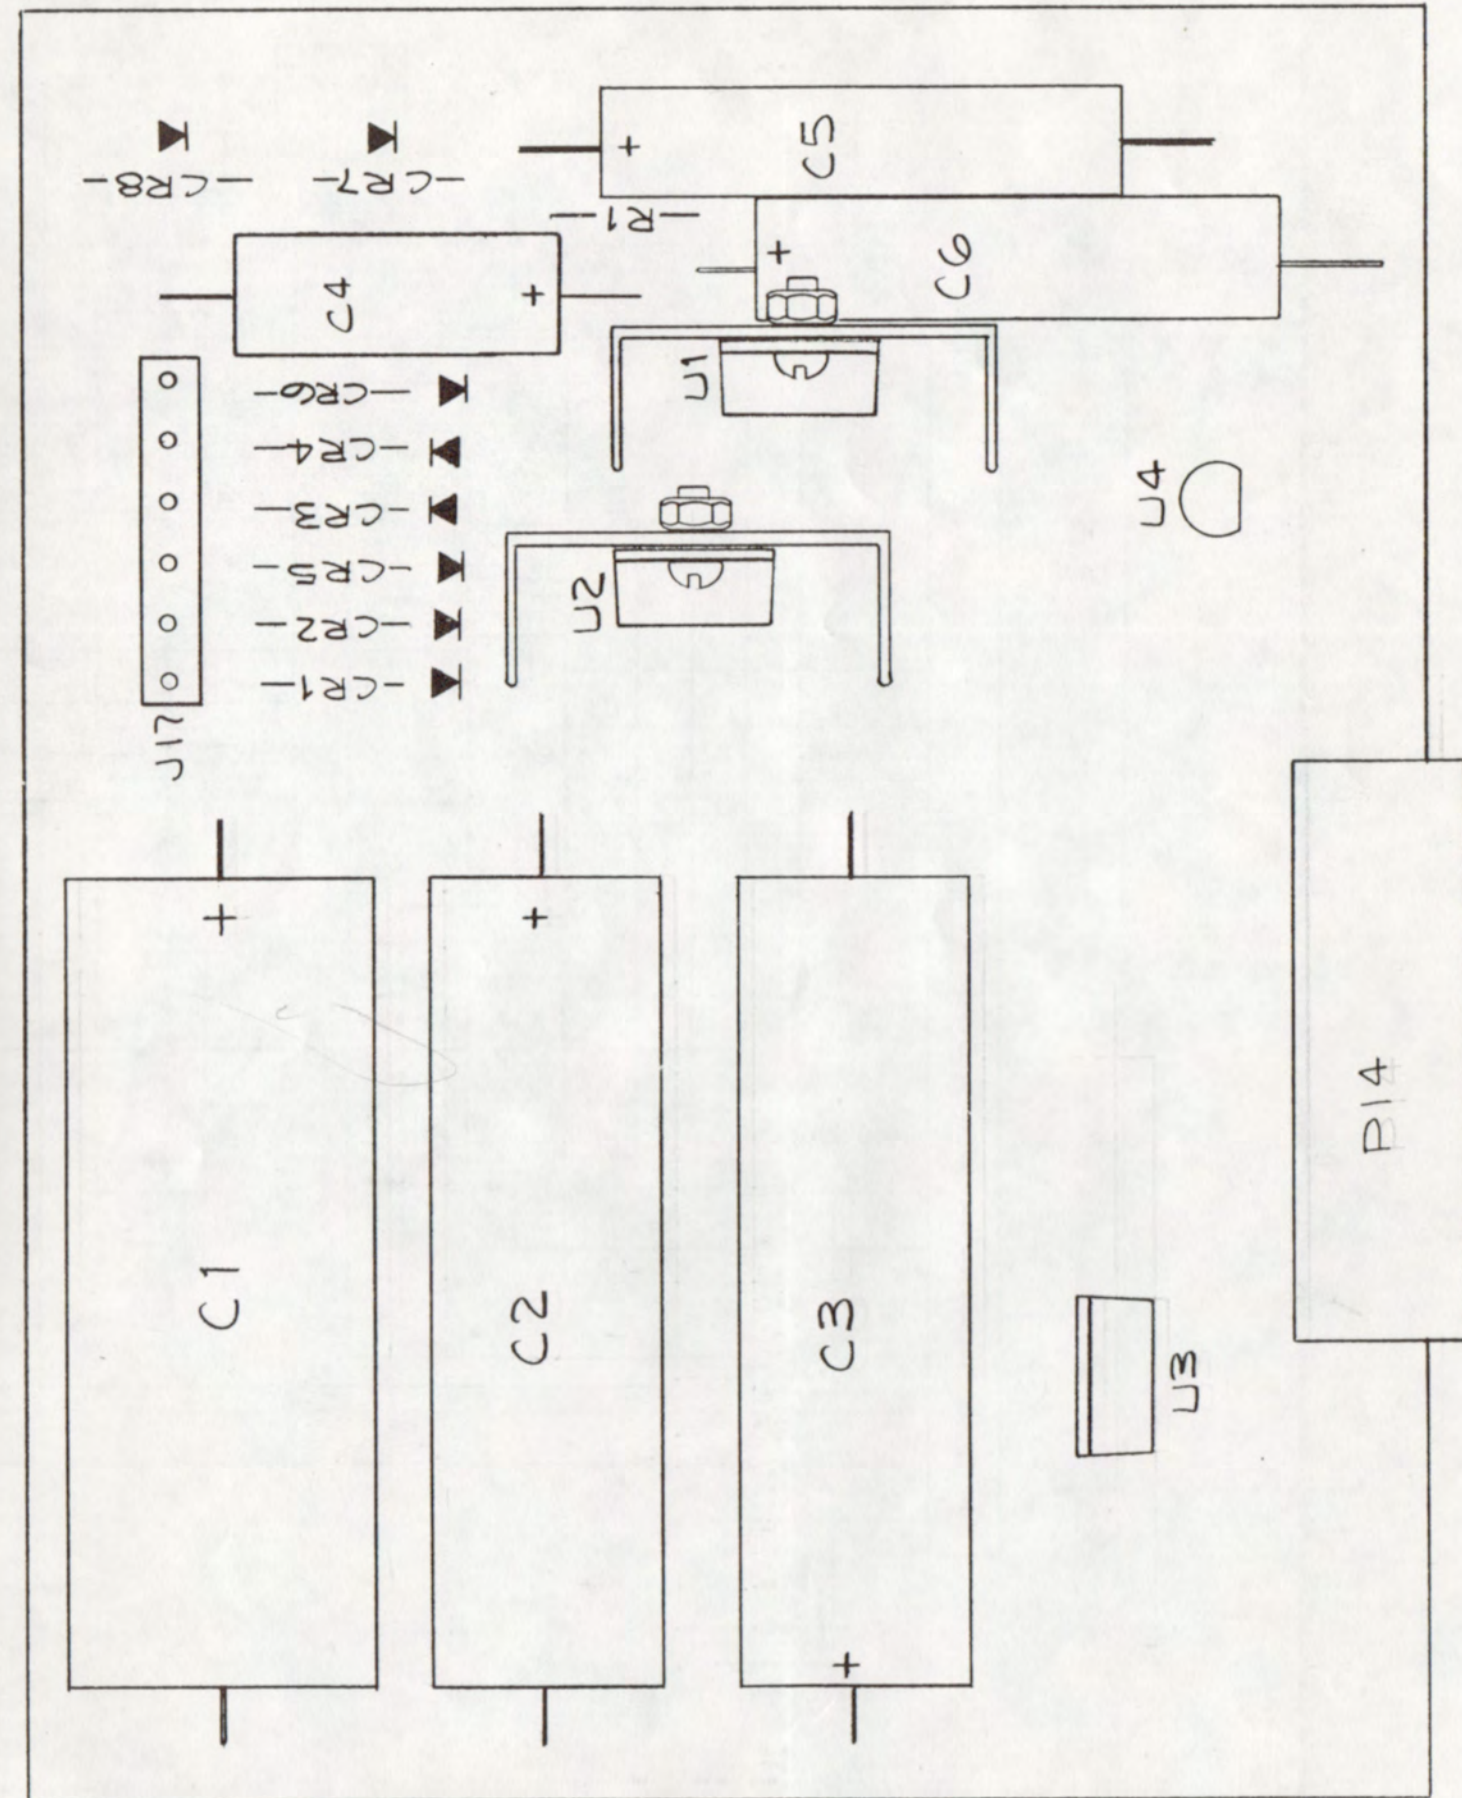 -CR8-
-CR7-
+
C5
-R1-
+
C6
C4
+
-CR6-
U1
-CR4-
-CR3-
U4
-CR5-
U2
-CR2-
-CR1-
J17
+
+
P14
C1
C2
C3
U3
+